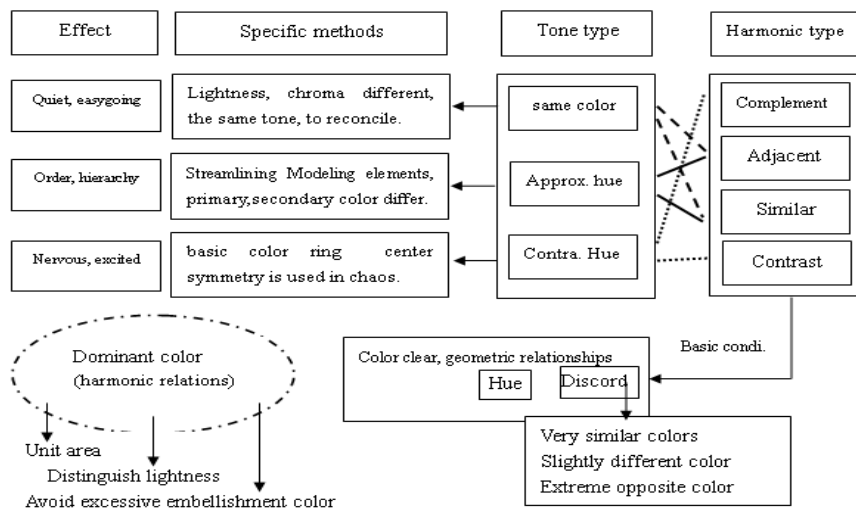 Effect
Specific methods
Tone type
Harmonic type
Quiet, easygoing
Lightness, chroma different,
the same tone, to reconcile.
same color
Complement
Adjacent
Order, hierarchy
Streamlining Modeling elements,
primary,secondary color differ.
Approx. hue
Similar
Nervous, excited
basic color ring center
symmetry is used in chaos.
Contra. Hue
Contrast
Dominant color
(harmonic relations)
Color clear, geometric relationships
Hue
Discord
Basic condi.
Very similar colors
Slightly different color
Extreme opposite color
Unit area
Distinguish lightness
Avoid excessive embellishment color